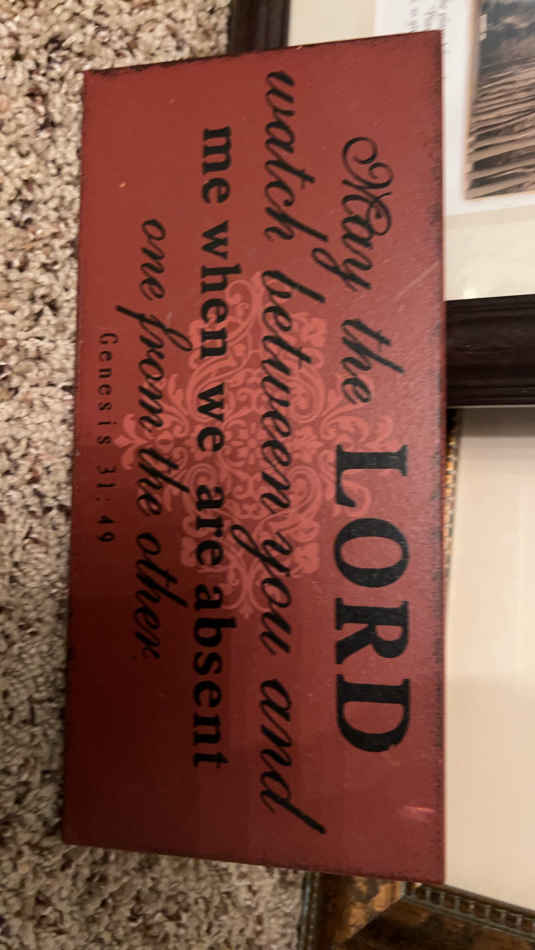 May the LORD
watch between you and
me when we are absent
one from the other.
Genesis 31:49